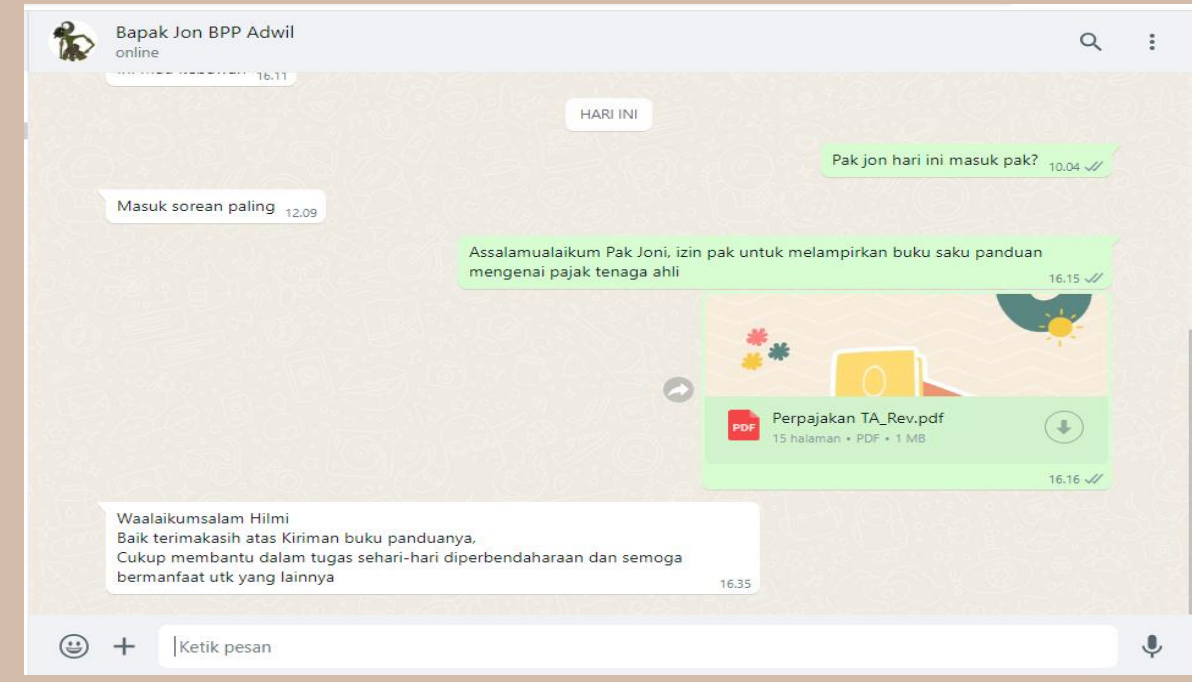 Bapak Jon BPP Adwil
online
16.11
HARI INI
Pak jon hari ini masuk pak? 10.04
Masuk sorean paling 12.09
Assalamualaikum Pak Joni, izin pak untuk melampirkan buku saku panduan
mengenai pajak tenaga ahli 16.15
PDF
Perpajakan TA_Rev.pdf
15 halaman • PDF • 1 MB
16.16
Waalaikumsalam Hilmi
Baik terimakasih atas Kiriman buku panduanya,
Cukup membantu dalam tugas sehari-hari diperbendaharaan dan semoga
bermanfaat utk yang lainnya 16.35
Ketik pesan